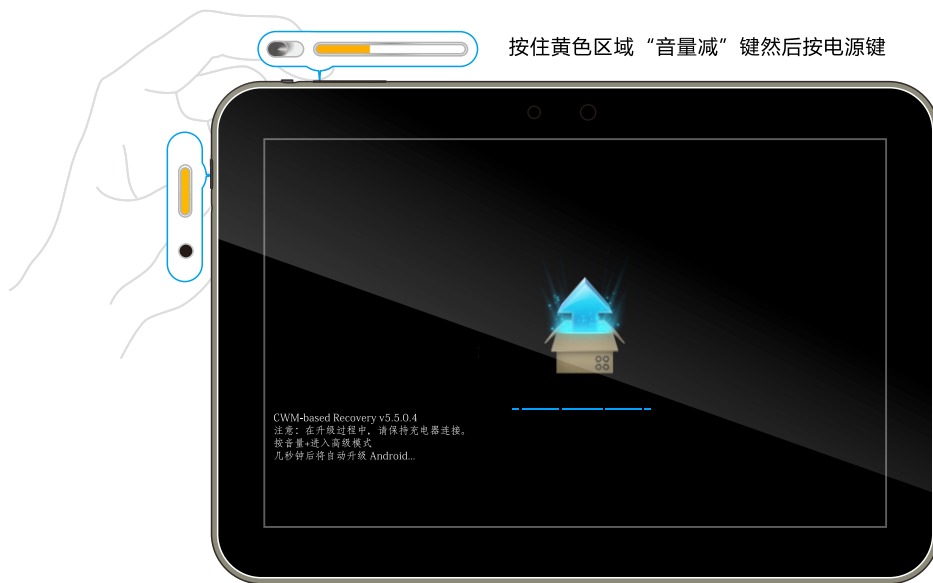 按住黄色区域“音量减”键然后按电源键
CWM-based Recovery v5.5.0.4
注意：在升级过程中，请保持充电器连接。
按音量+进入高级模式
几秒钟后将自动升级 Android...